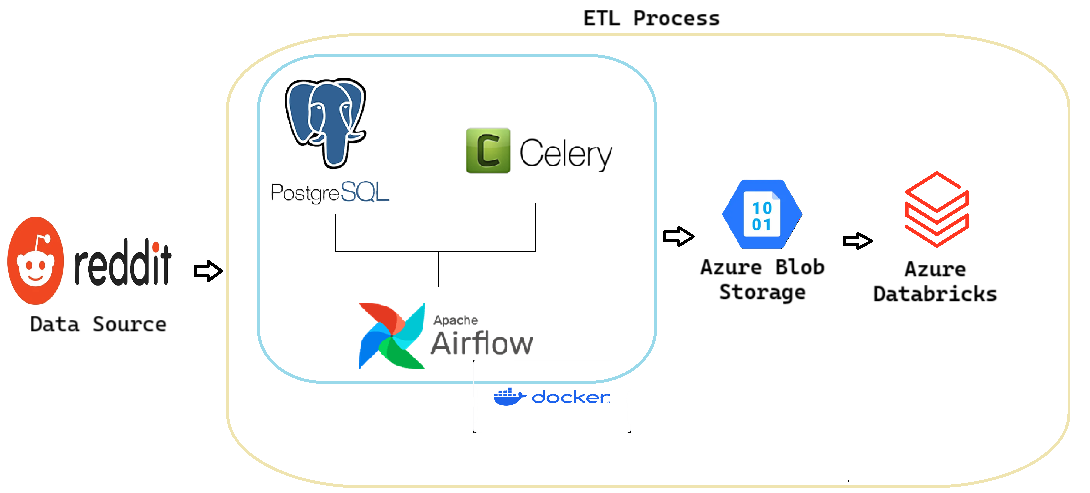 ETL Process
PostgreSQL
C Celery
reddit
Data Source
Apache
Airflow
docker
10
01
Azure Blob
Storage
Azure
Databricks